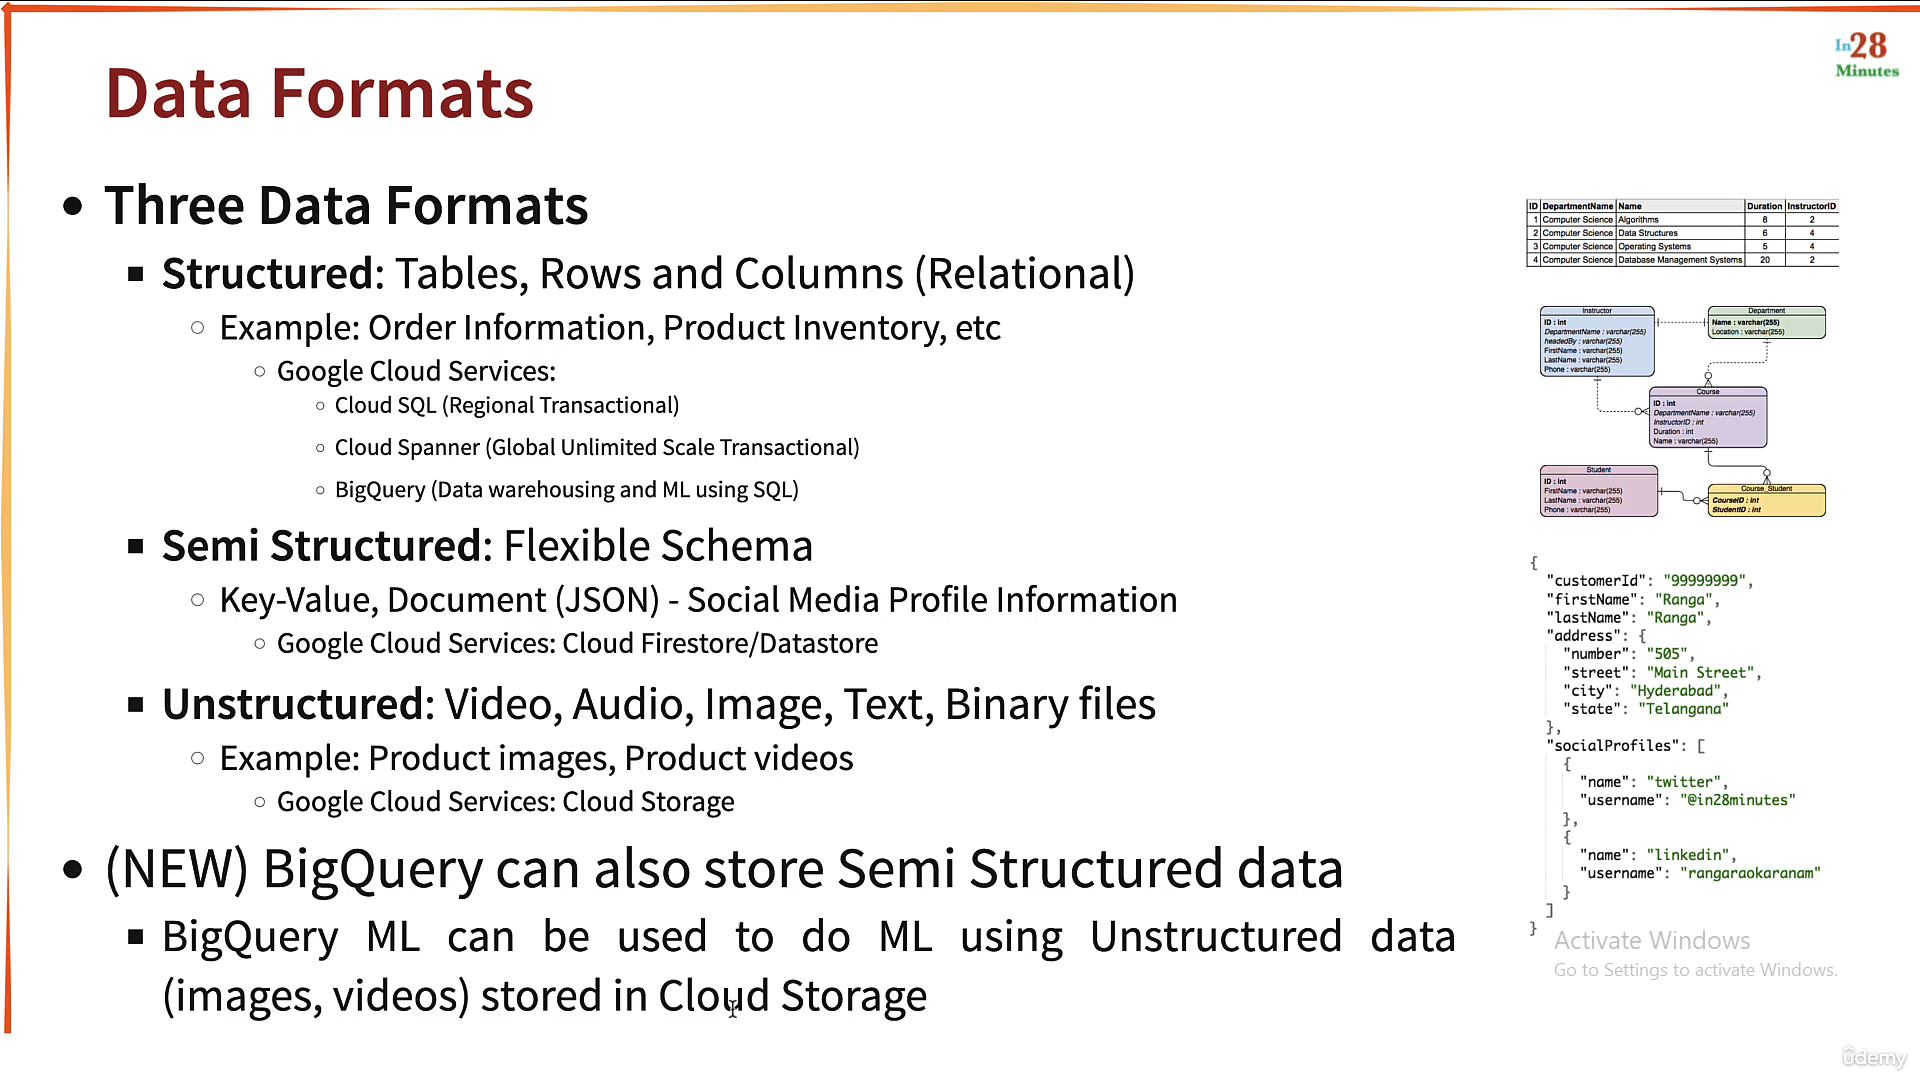 In28
Minutes
Data Formats
• Three Data Formats
▪ Structured: Tables, Rows and Columns (Relational)
○ Example: Order Information, Product Inventory, etc
○ Google Cloud Services:
○ Cloud SQL (Regional Transactional)
○ Cloud Spanner (Global Unlimited Scale Transactional)
○ BigQuery (Data warehousing and ML using SQL)
▪ Semi Structured: Flexible Schema
○ Key-Value, Document (JSON) - Social Media Profile Information
○ Google Cloud Services: Cloud Firestore/Datastore
▪ Unstructured: Video, Audio, Image, Text, Binary files
○ Example: Product images, Product videos
○ Google Cloud Services: Cloud Storage
• (NEW) BigQuery can also store Semi Structured data
▪ BigQuery ML can be used to do ML using Unstructured data
(images, videos) stored in Cloud Storage
ID DepartmentName Name Duration InstructorID
1 Computer Science Algorithms 8 2
2 Computer Science Data Structures 6 4
3 Computer Science Operating Systems 5 4
4 Computer Science Database Management Systems 20 2
Instructor
ID : int
DepartmentName : varchar(255)
headedBy : varchar(255)
FirstName : varchar(255)
LastName : varchar(255)
Phone : varchar(255)
Department
Name : varchar(255)
Location : varchar(255)
Course
ID : int
DepartmentName : varchar(255)
InstructorID : int
Duration : int
Name : varchar(255)
Student
ID : int
FirstName : varchar(255)
LastName : varchar(255)
Phone : varchar(255)
Course_Student
CourseID : int
StudentID : int
{
"customerId": "99999999",
"firstName": "Ranga",
"lastName": "Ranga",
"address": {
"number": "505",
"street": "Main Street",
"city": "Hyderabad",
"state": "Telangana"
},
"socialProfiles": [
{
"name": "twitter",
"username": "@in28minutes"
},
{
"name": "linkedin",
"username": "rangaraokaranam"
}
]
}
Activate Windows
Go to Settings to activate Windows.
ûdemy